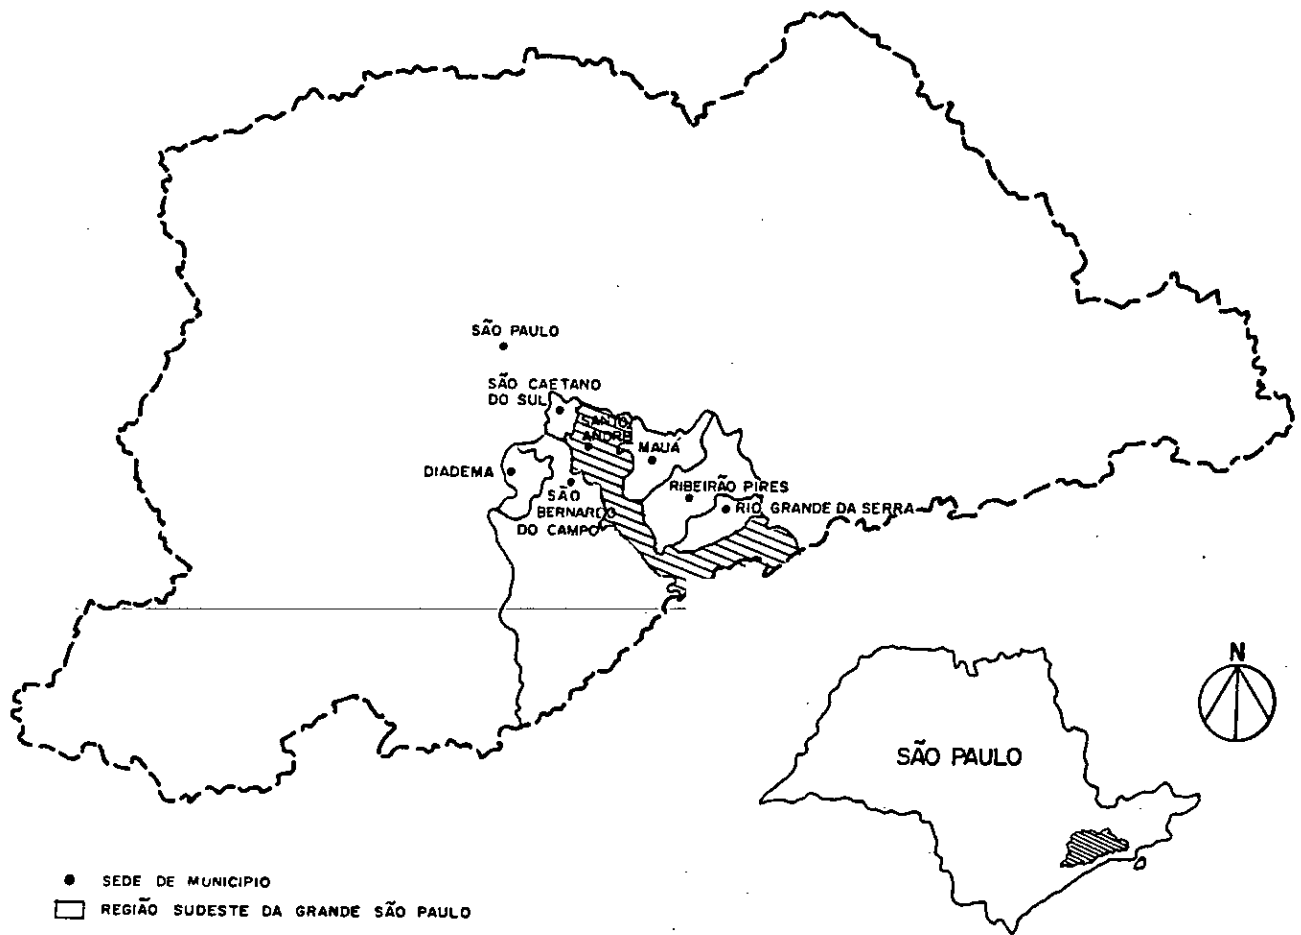 SÃO PAULO
SÃO CAETANO
DO SUL
SANTO
ANDRÉ
MAUÁ
DIADEMA
SÃO
BERNARDO
DO CAMPO
RIBEIRÃO PIRES
RIO GRANDE DA SERRA
N
SÃO PAULO
SEDE DE MUNICIPIO
REGIÃO SUDESTE DA GRANDE SÃO PAULO